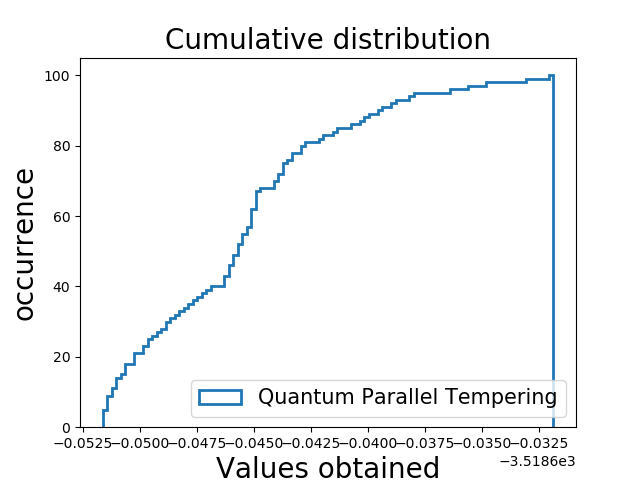 Cumulative distribution
100
80
60
40
20
0
occurrence
Quantum Parallel Tempering
−0.0525 −0.0500 −0.0475 −0.0450 −0.0425 −0.0400 −0.0375 −0.0350 −0.0325
−3.5186e3
Values obtained